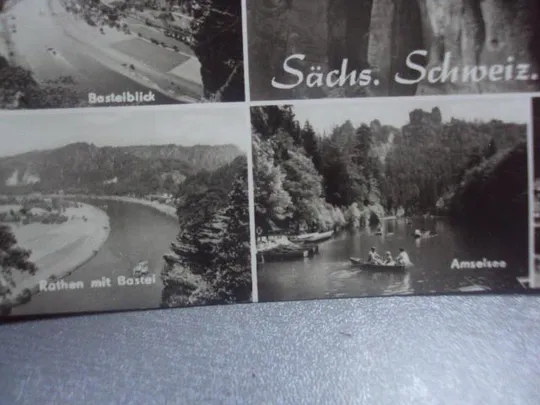 Basteiblick
Sächs. Schweiz.
Rathen mit Bastei
Amselsee